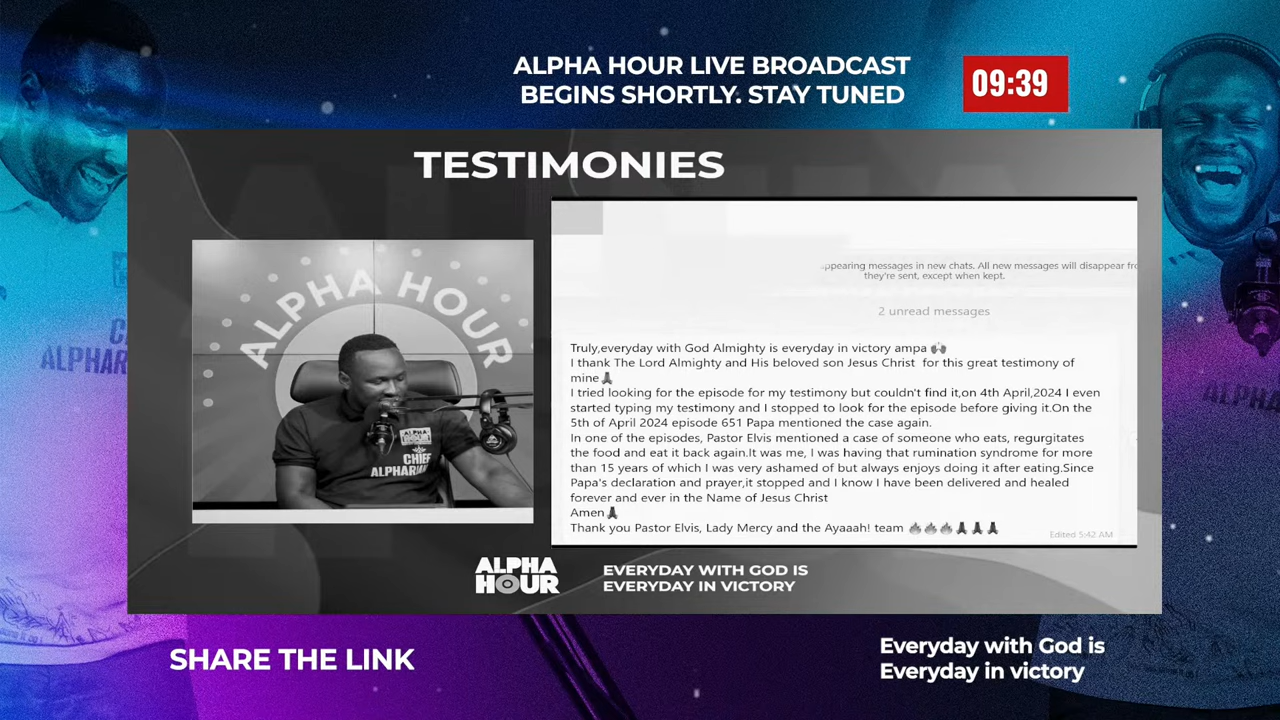 ALPHA HOUR LIVE BROADCAST
BEGINS SHORTLY. STAY TUNED
09:39
TESTIMONIES
ALPHA HOUR
ALPHA
HOUR
CHIEF
ppearing messages in new chats. All new messages will disappear fro
they're sent, except when kept.
2 unread messages
Truly,everyday with God Almighty is everyday in victory ampa 🙌
I thank The Lord Almighty and His beloved son Jesus Christ for this great testimony of
mine🙏
I tried looking for the episode for my testimony but couldn't find it,on 4th April,2024 I even
started typing my testimony and I stopped to look for the episode before giving it.On the
5th of April 2024 episode 651 Papa mentioned the case again.
In one of the episodes, Pastor Elvis mentioned a case of someone who eats, regurgitates
the food and eat it back again.It was me, I was having that rumination syndrome for more
than 15 years of which I was very ashamed of but always enjoys doing it after eating.Since
Papa's declaration and prayer,it stopped and I know I have been delivered and healed
forever and ever in the Name of Jesus Christ
Amen🙏
Thank you Pastor Elvis, Lady Mercy and the Ayaaah! team 🔥🔥🔥🙏🙏🙏
Edited 5:42 AM
ALPHA
HOUR
EVERYDAY WITH GOD IS
EVERYDAY IN VICTORY
SHARE THE LINK
Everyday with God is
Everyday in victory